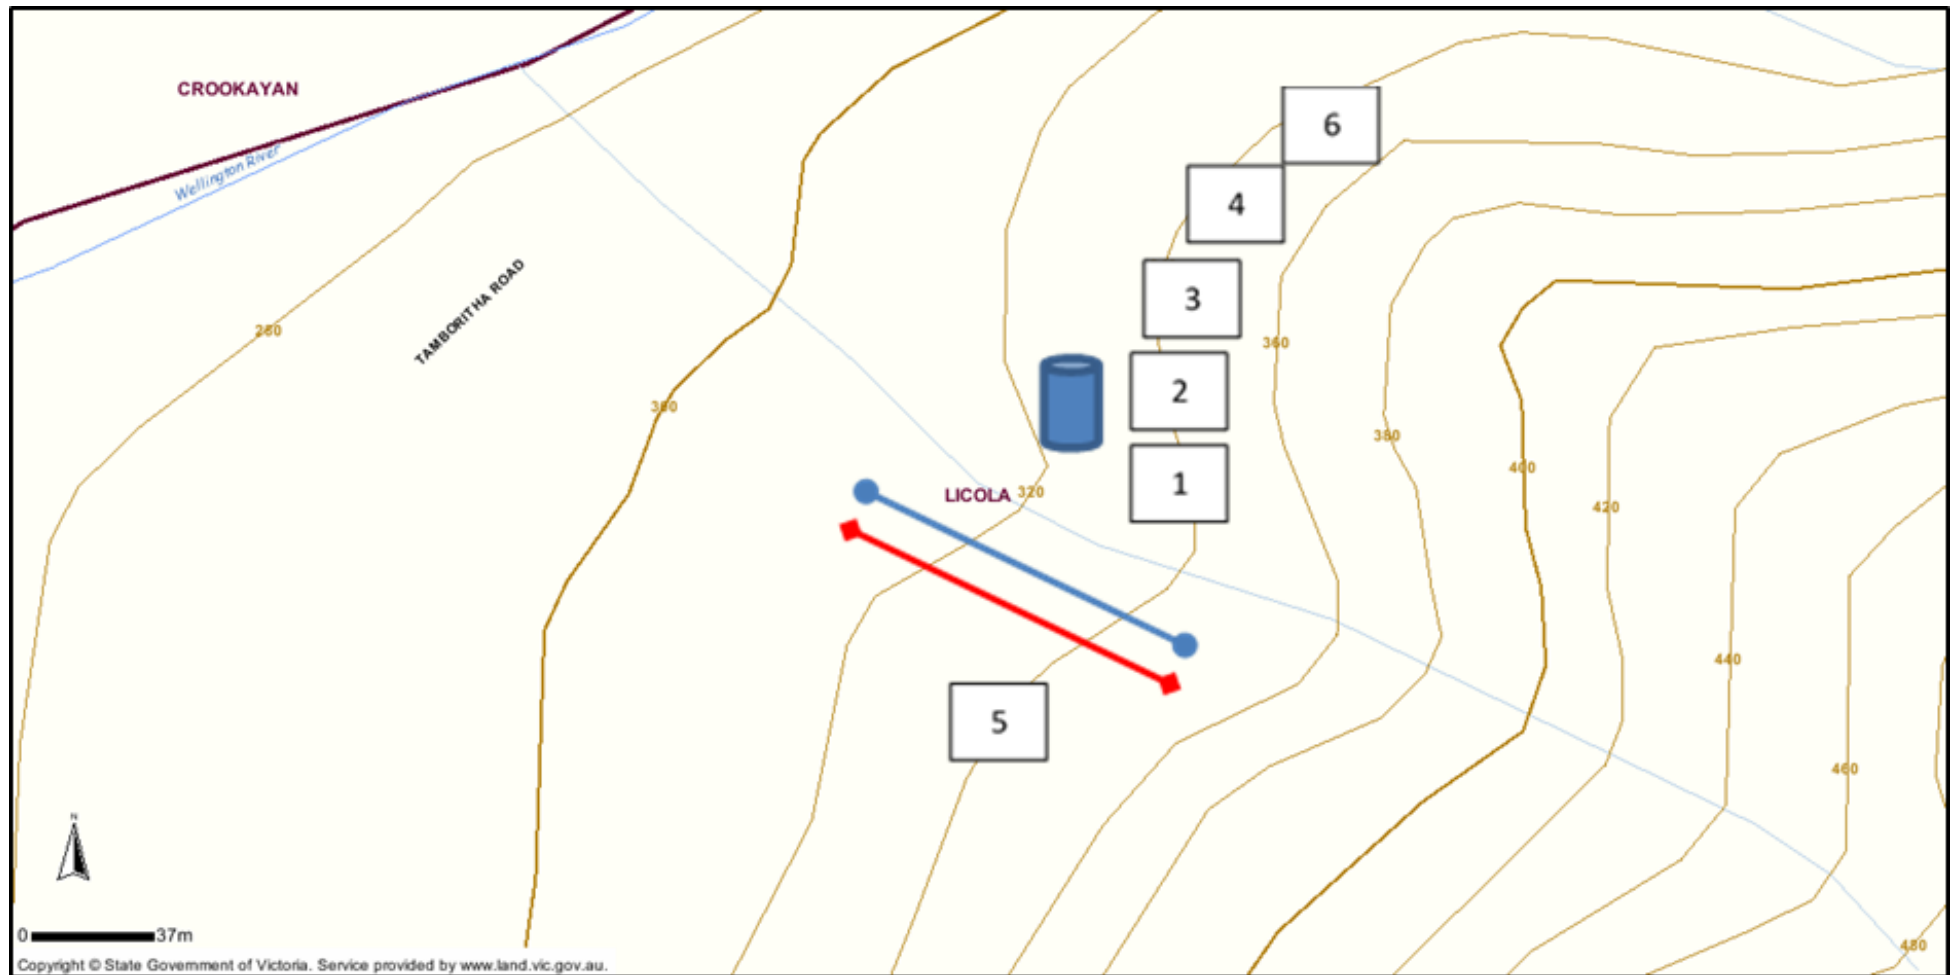 CROOKAYAN
Wellington River
TAMBORITHA ROAD
280
300
LICOLA
320
360
380
400
420
440
460
480
6
4
3
2
1
5
N
0 37m
Copyright © State Government of Victoria. Service provided by www.land.vic.gov.au.